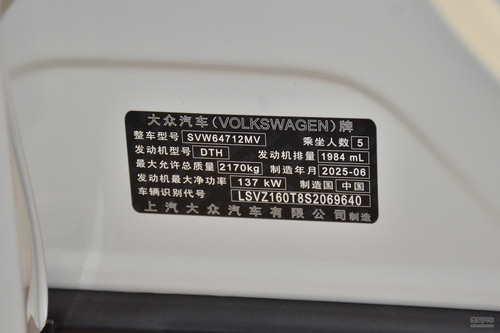 大众汽车(VOLKSWAGEN)牌
整车型号 SVW64712MV 乘坐人数 5
发动机型号 DTH 发动机排量 1984 mL
最大允许总质量 2170kg 制造年月 2025-06
发动机最大净功率 137 kW 制造国 中国
车辆识别代号 LSVZ160T8S2069640
上汽大众汽车有限公司制造